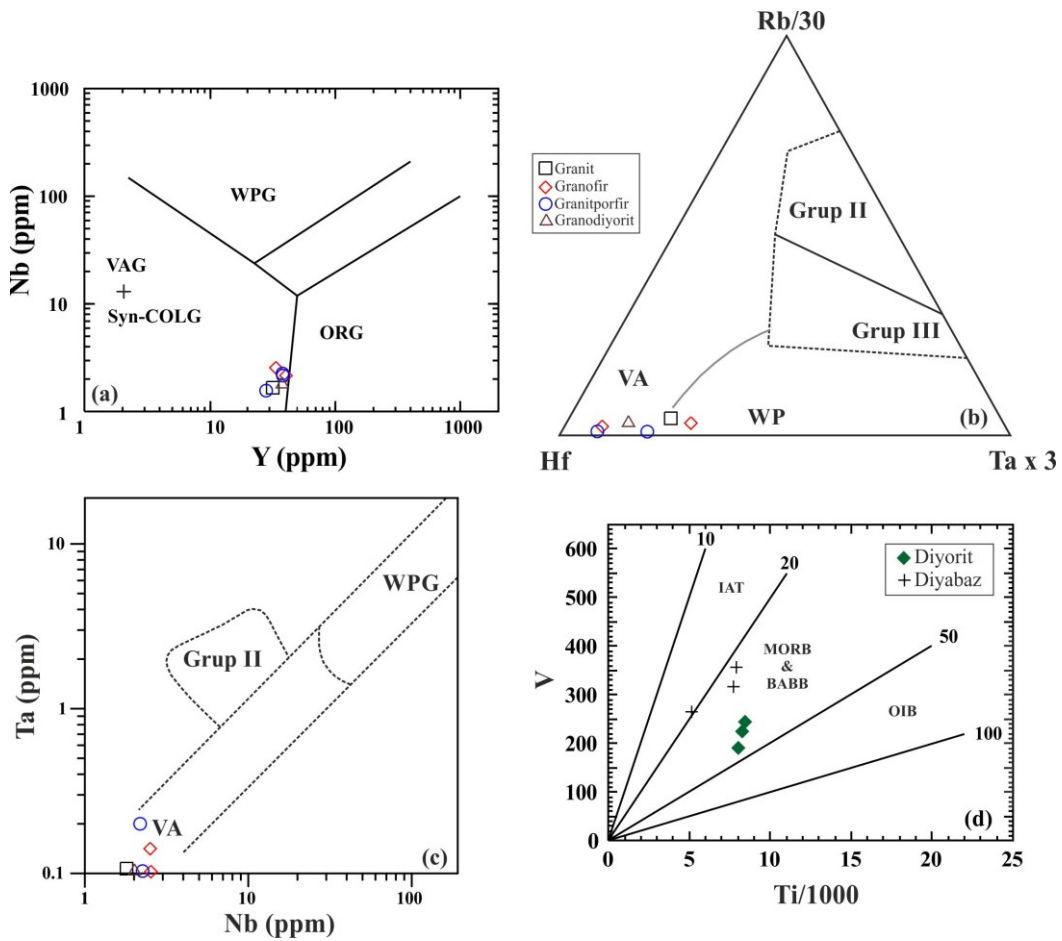 1000
100
10
1
Nb (ppm)
WPG
VAG
Syn-COLG
ORG
(a)
1
10
100
1000
Y (ppm)
Rb/30
Granit
Granofir
Granitporfir
Granodiyorit
Grup II
Grup III
VA
WP
(b)
Hf
Ta x 3
10
1
0.1
Ta (ppm)
WPG
Grup II
VA
(c)
1
10
100
Nb (ppm)
600
550
500
400
300
200
100
0
V
10
20
50
100
IAT
MORB
&
BABB
OIB
Diyorit
Diyabaz
(d)
0
5
10
15
20
25
Ti/1000